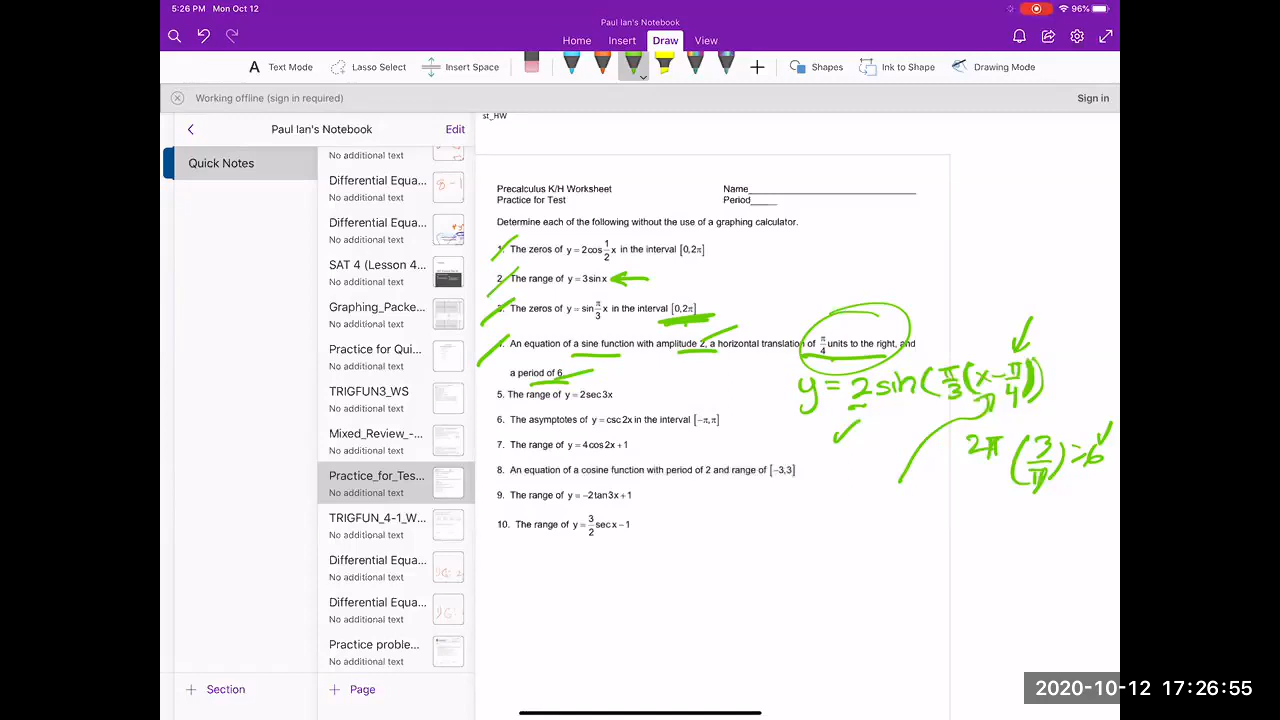 5:26 PM Mon Oct 12
96%
Paul Ian's Notebook
Home Insert Draw View
Text Mode Lasso Select Insert Space Shapes Ink to Shape Drawing Mode
Working offline (sign in required) Sign in
Paul Ian's Notebook Edit
Quick Notes
No additional text
Differential Equa...
No additional text
Differential Equa...
No additional text
SAT 2 (Lesson 4...
No additional text
Graphing_Packe...
No additional text
Practice for Qui...
No additional text
TRIGFUN3_WS
No additional text
Mixed_Review_-...
No additional text
Practice_for_Tes...
No additional text
TRIGFUN_4-1_W...
No additional text
Differential Equa...
No additional text
Differential Equa...
No additional text
Practice proble...
No additional text
+ Section
+ Page
st_HW
Precalculus K/H Worksheet Name
Practice for Test Period
Determine each of the following without the use of a graphing calculator.
1. The zeros of y = 2cos 1/2 x in the interval [0,2π]
2. The range of y = 3 sin x
3. The zeros of y = sin π/3 x in the interval [0,2π]
4. An equation of a sine function with amplitude 2, a horizontal translation of π/4 units to the right, and
a period of 6
5. The range of y = 2sec3x
6. The asymptotes of y = csc 2x in the interval [−π,π]
7. The range of y = 4cos2x + 1
8. An equation of a cosine function with period of 2 and range of [−3,3]
9. The range of y = −2tan3x + 1
10. The range of y = 3/2 sec x − 1
y = 2 sin(π/3(x − π/4))
2π (3/π) = 6
2020-10-12 17:26:55